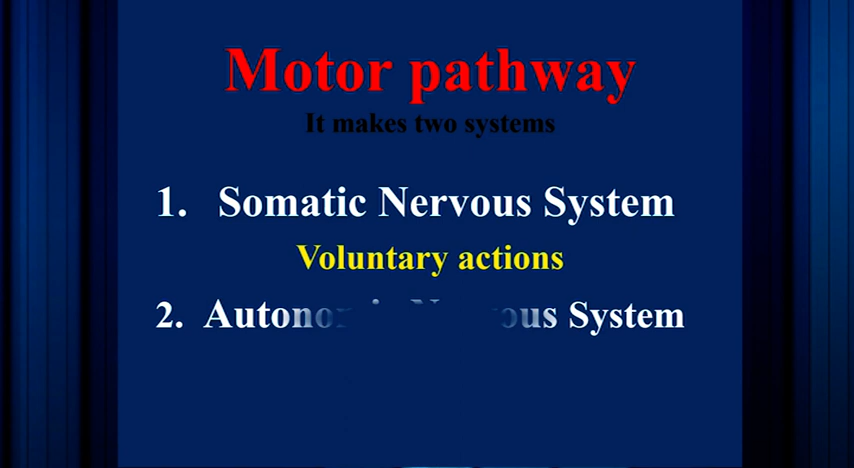 Motor pathway
It makes two systems
1. Somatic Nervous System
Voluntary actions
2. System